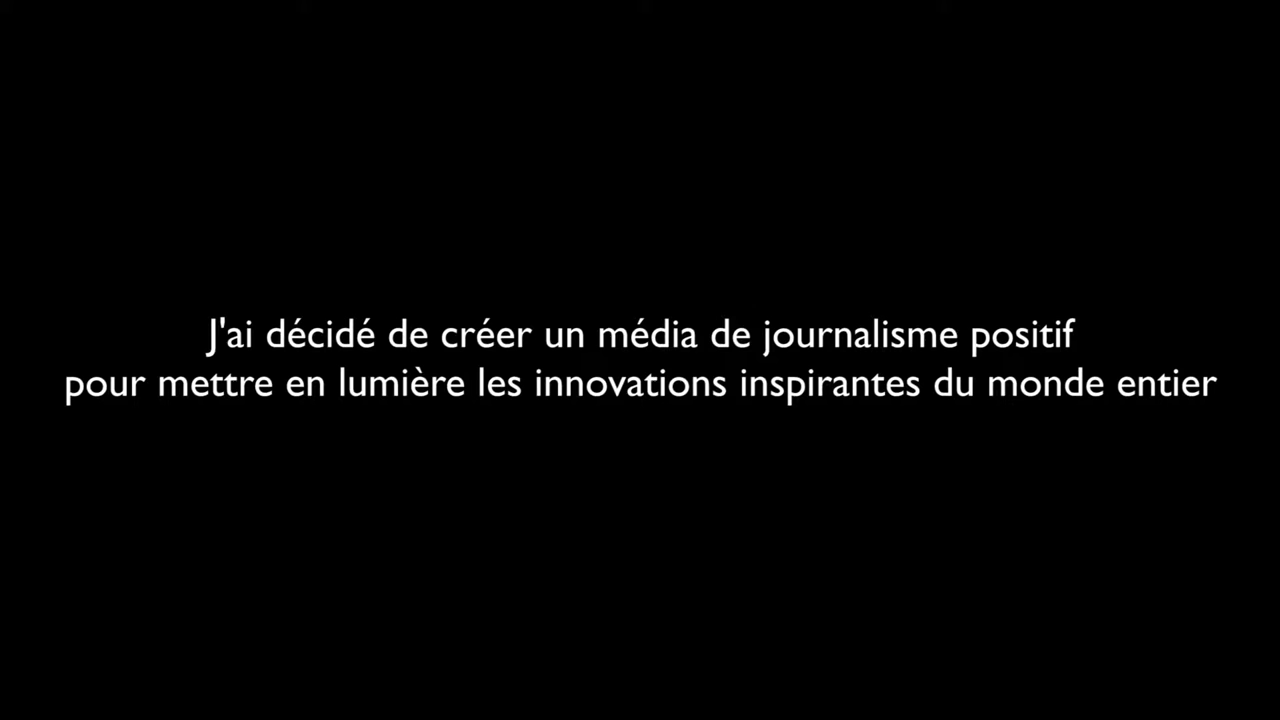 J'ai décidé de créer un média de journalisme positif
pour mettre en lumière les innovations inspirantes du monde entier